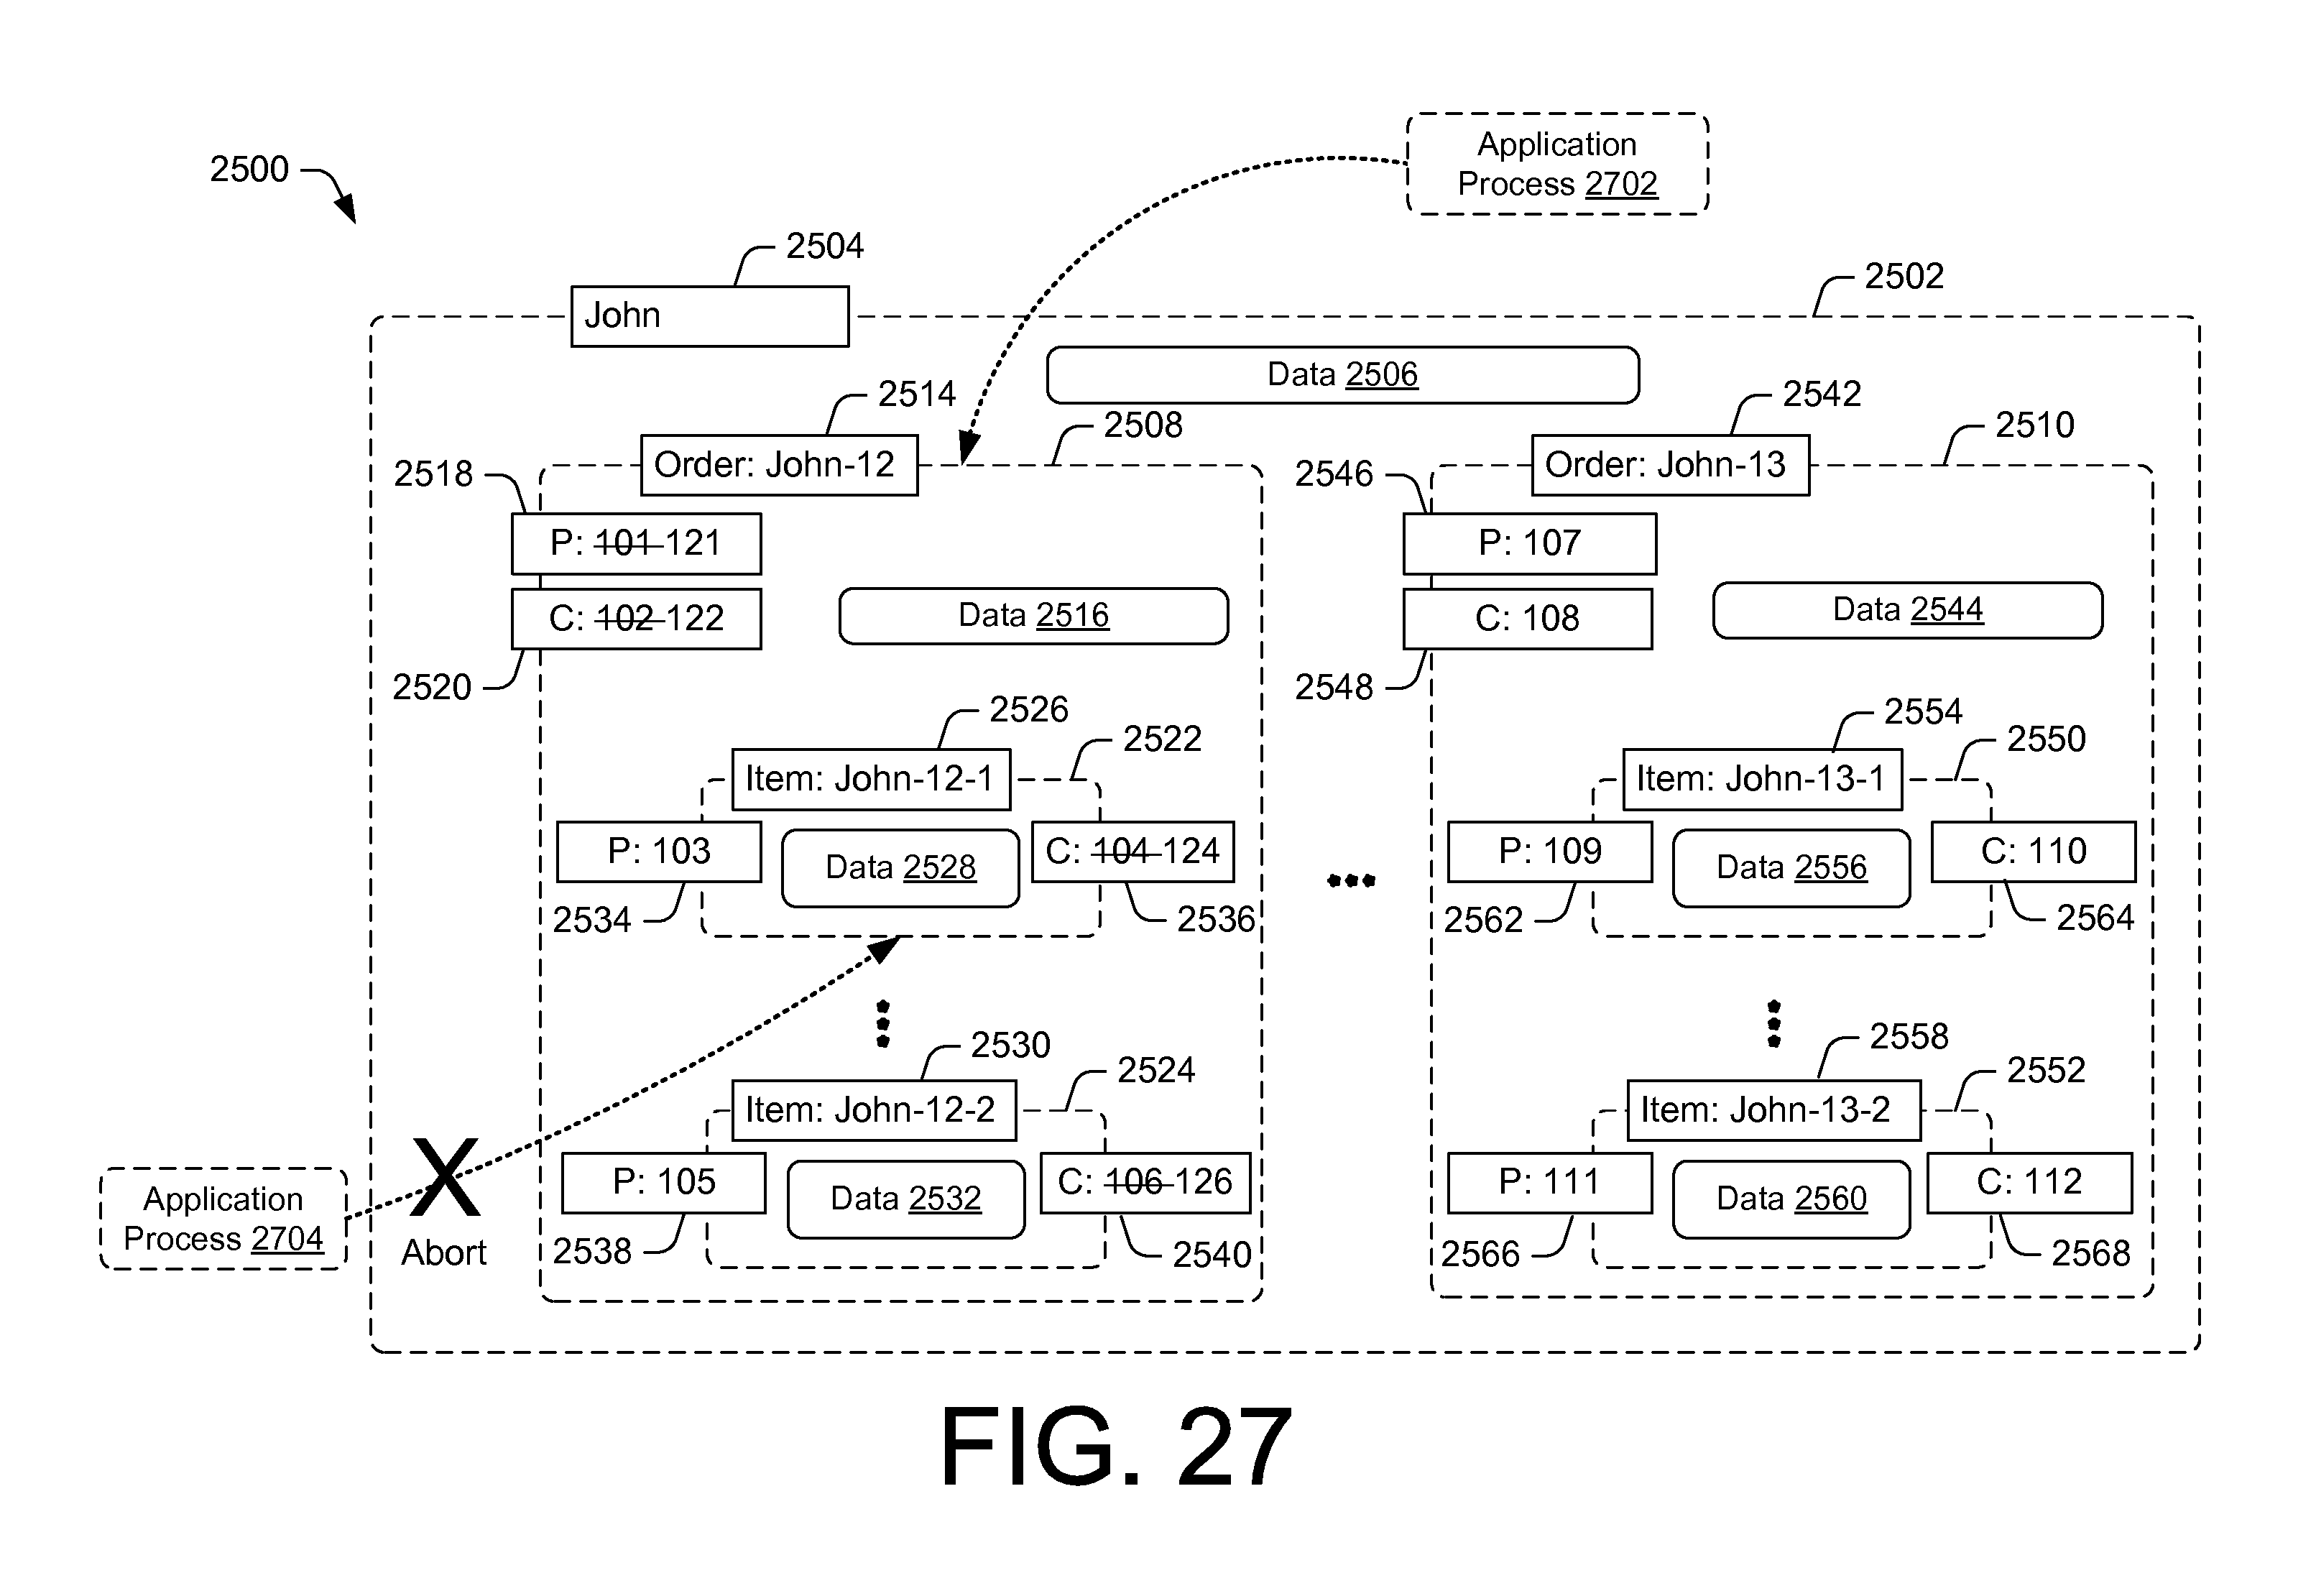 Application
Process 2702
2500
2504
2502
John
Data 2506
2514
2508
2542
2510
Order: John-12
Order: John-13
2518
2546
P: 101 121
P: 107
C: 102 122
C: 108
Data 2516
Data 2544
2520
2548
2526
2522
2554
2550
Item: John-12-1
Item: John-13-1
P: 103
Data 2528
C: 104 124
P: 109
Data 2556
C: 110
2534
2536
2562
2564
2530
2524
2558
2552
Item: John-12-2
Item: John-13-2
P: 105
Data 2532
C: 106 126
P: 111
Data 2560
C: 112
2538
2540
2566
2568
X
Abort
Application
Process 2704
FIG. 27